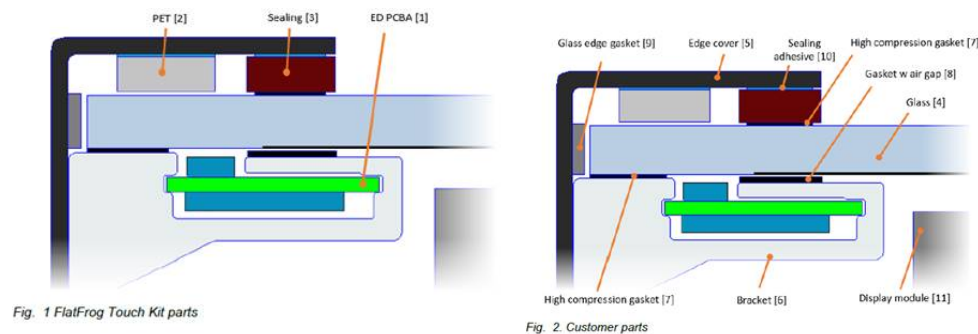 PET [2]
Sealing [3]
ED PCBA [1]
Fig. 1 FlatFrog Touch Kit parts
Glass edge gasket [9]
Edge cover [5]
Sealing
adhesive [10]
High compression gasket [7]
Gasket w air gap [8]
Glass [4]
High compression gasket [7]
Bracket [6]
Display module [11]
Fig. 2. Customer parts